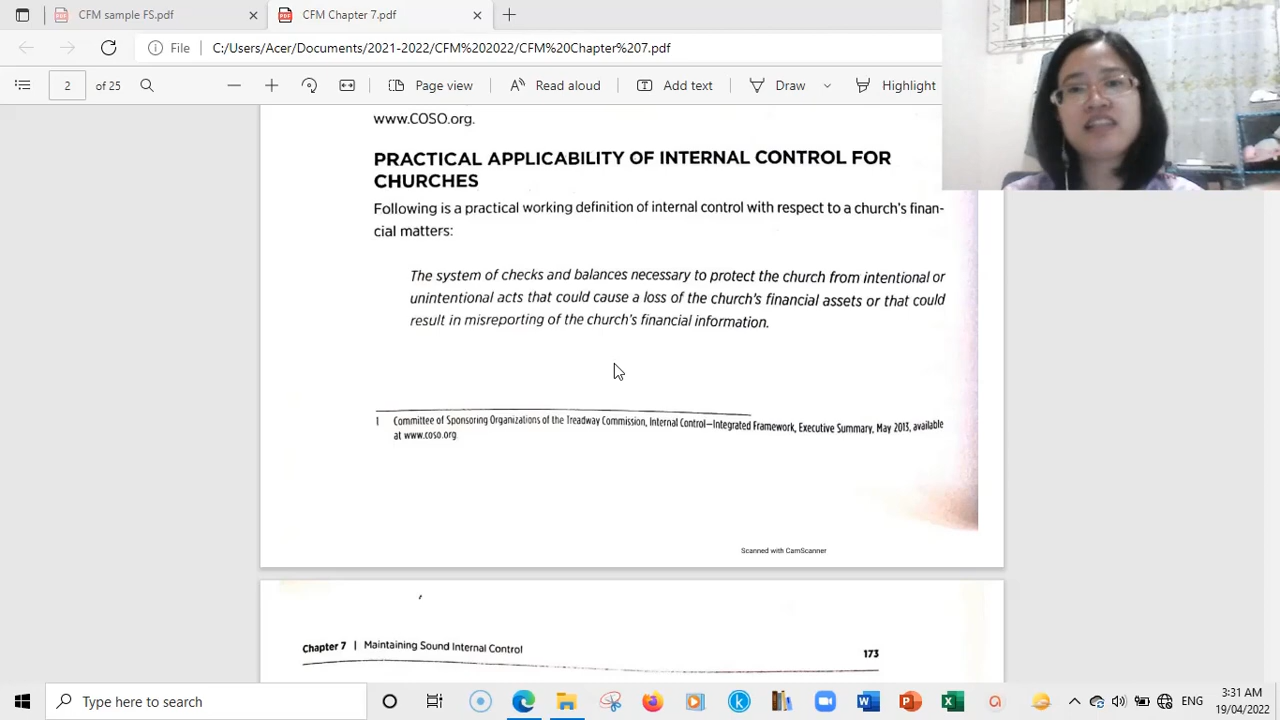 CFM sample FS.pdf
CFM Chapter 7.pdf
File
C:/Users/Acer/Documents/2021-2022/CFM%202022/CFM%20Chapter%207.pdf
2 of 25
Page view
Read aloud
Add text
Draw
Highlight
www.COSO.org.
PRACTICAL APPLICABILITY OF INTERNAL CONTROL FOR
CHURCHES
Following is a practical working definition of internal control with respect to a church's finan-
cial matters:
The system of checks and balances necessary to protect the church from intentional or
unintentional acts that could cause a loss of the church's financial assets or that could
result in misreporting of the church's financial information.
1 Committee of Sponsoring Organizations of the Treadway Commission, Internal Control—Integrated Framework, Executive Summary, May 2013, available
at www.coso.org
Scanned with CamScanner
Chapter 7 | Maintaining Sound Internal Control
173
Type here to search
ENG
3:31 AM
19/04/2022